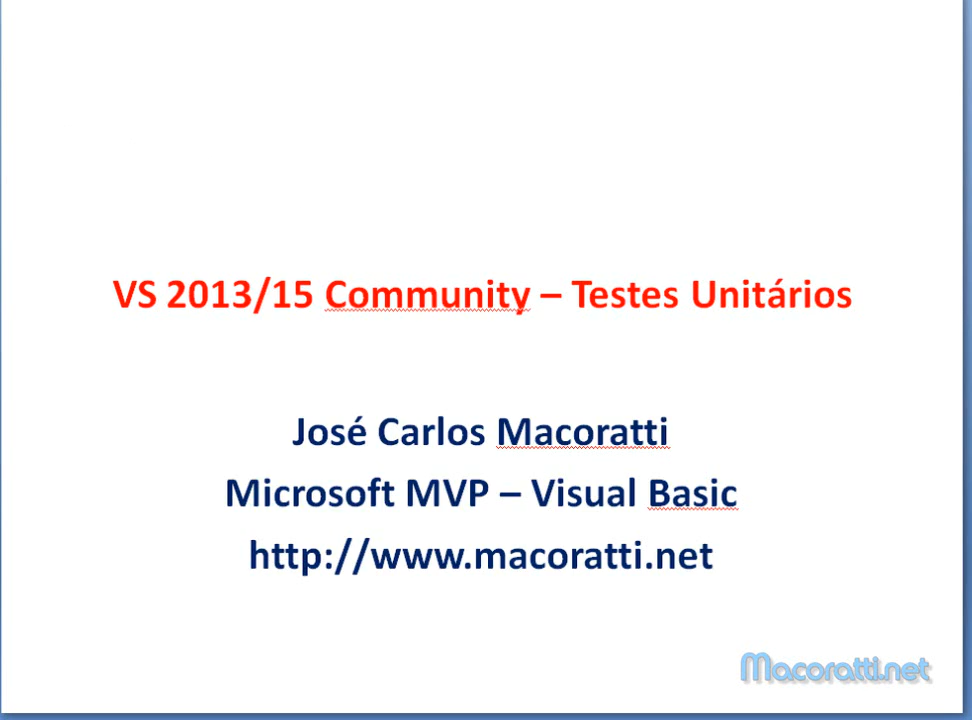 VS 2013/15 Community – Testes Unitários
José Carlos Macoratti
Microsoft MVP – Visual Basic
http://www.macoratti.net
Macoratti.net